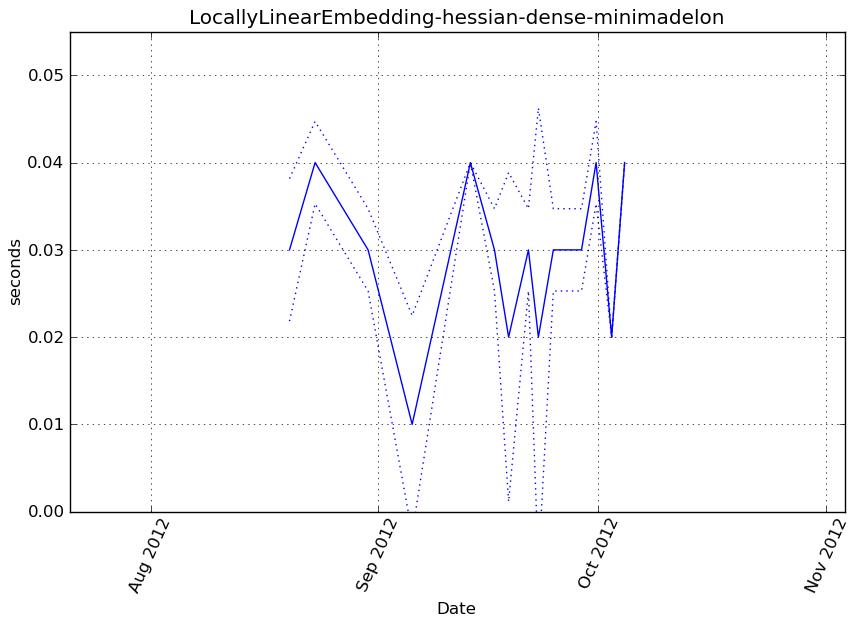 LocallyLinearEmbedding-hessian-dense-minimadelon
0.05
0.04
0.03
0.02
0.01
0.00
seconds
Aug 2012
Sep 2012
Oct 2012
Nov 2012
Date